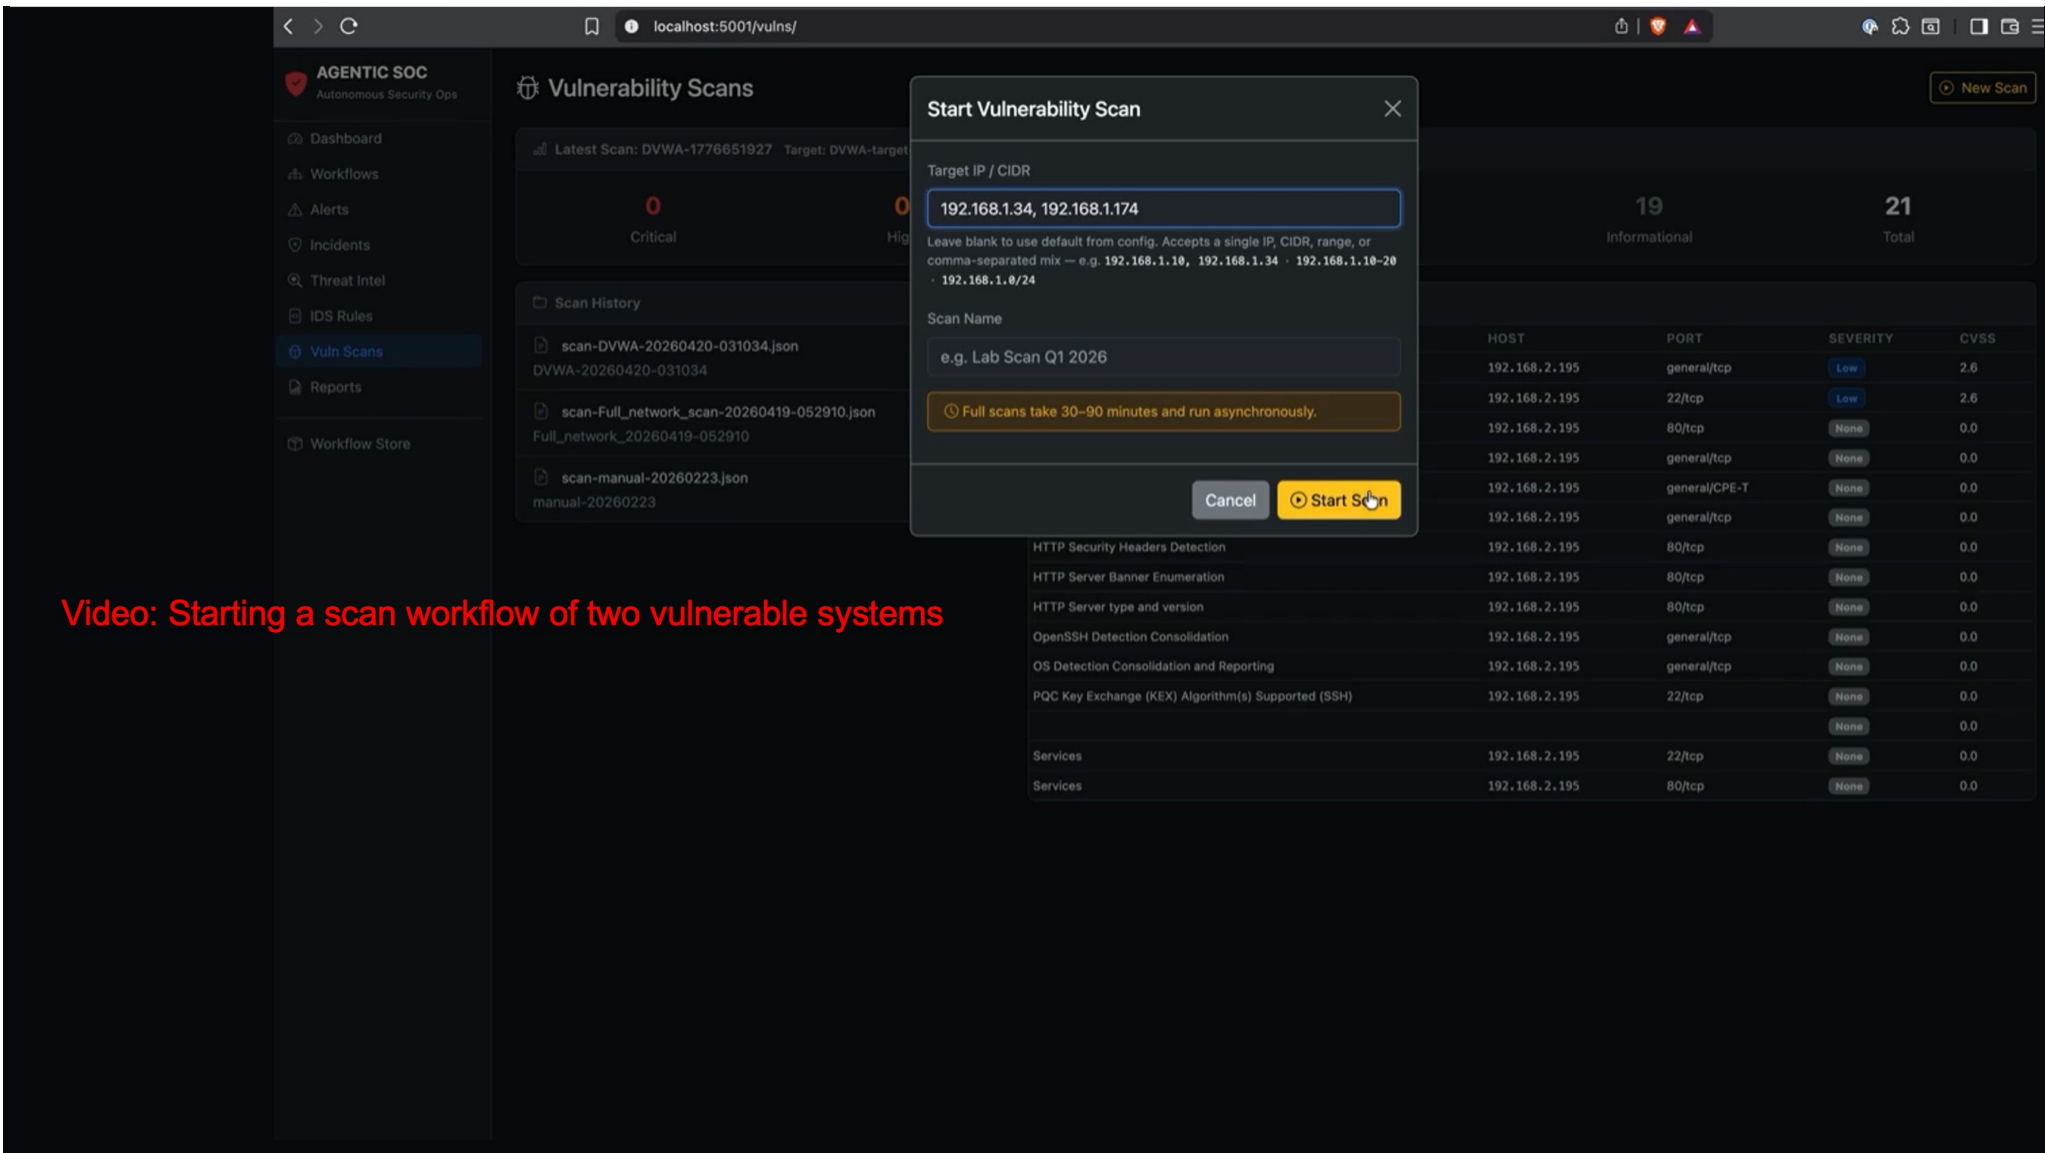 localhost:5001/vulns/
AGENTIC SOC
Autonomous Security Ops
Dashboard
Workflows
Alerts
Incidents
Threat Intel
IDS Rules
Vuln Scans
Reports
Workflow Store
Vulnerability Scans
New Scan
Latest Scan: DVWA-1776651927 Target: DVWA-target
0
Critical
0
Hig
19
Informational
21
Total
Scan History
scan-DVWA-20260420-031034.json
DVWA-20260420-031034
scan-Full_network_scan-20260419-052910.json
Full_network_20260419-052910
scan-manual-20260223.json
manual-20260223
Start Vulnerability Scan
Target IP / CIDR
192.168.1.34, 192.168.1.174
Leave blank to use default from config. Accepts a single IP, CIDR, range, or
comma-separated mix — e.g. 192.168.1.10, 192.168.1.34 · 192.168.1.10–20
· 192.168.1.0/24
Scan Name
e.g. Lab Scan Q1 2026
Full scans take 30–90 minutes and run asynchronously.
Cancel
Start Scan
HOST PORT SEVERITY CVSS
192.168.2.195 general/tcp Low 2.6
192.168.2.195 22/tcp Low 2.6
192.168.2.195 80/tcp None 0.0
192.168.2.195 general/tcp None 0.0
192.168.2.195 general/CPE-T None 0.0
192.168.2.195 general/tcp None 0.0
HTTP Security Headers Detection 192.168.2.195 80/tcp None 0.0
HTTP Server Banner Enumeration 192.168.2.195 80/tcp None 0.0
HTTP Server type and version 192.168.2.195 80/tcp None 0.0
OpenSSH Detection Consolidation 192.168.2.195 general/tcp None 0.0
OS Detection Consolidation and Reporting 192.168.2.195 general/tcp None 0.0
PQC Key Exchange (KEX) Algorithm(s) Supported (SSH) 192.168.2.195 22/tcp None 0.0
None 0.0
Services 192.168.2.195 22/tcp None 0.0
Services 192.168.2.195 80/tcp None 0.0
Video: Starting a scan workflow of two vulnerable systems